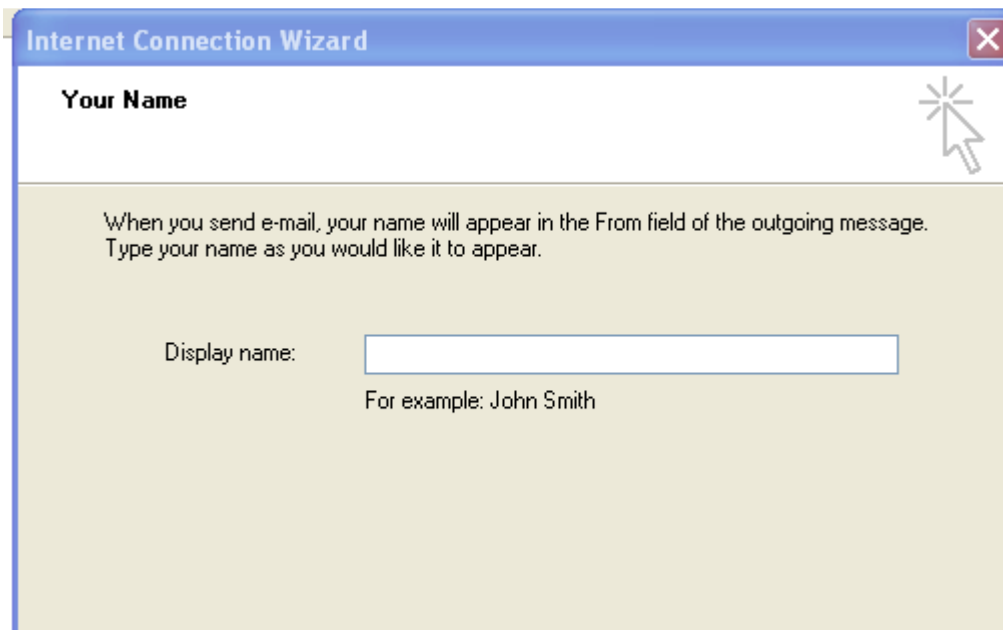 Internet Connection Wizard
Your Name
When you send e-mail, your name will appear in the From field of the outgoing message.
Type your name as you would like it to appear.
Display name:
For example: John Smith